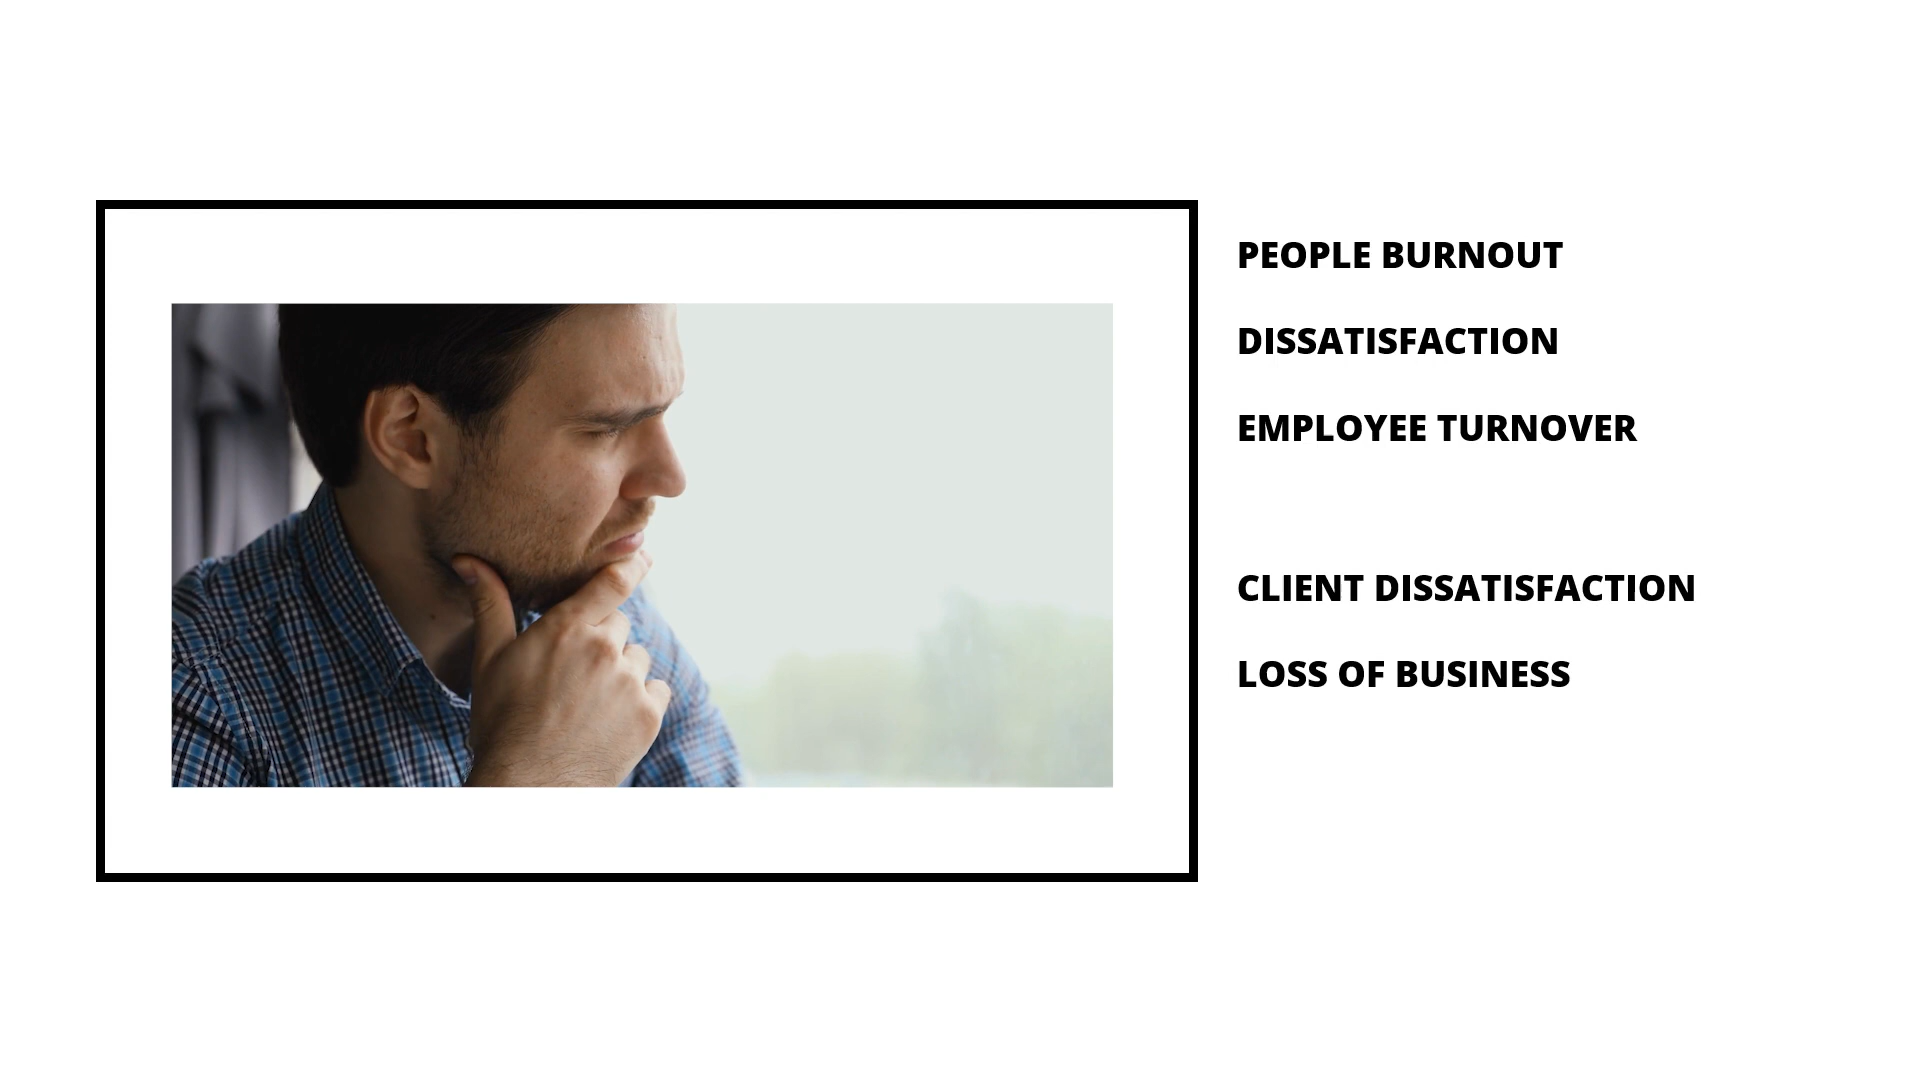 PEOPLE BURNOUT
DISSATISFACTION
EMPLOYEE TURNOVER
CLIENT DISSATISFACTION
LOSS OF BUSINESS